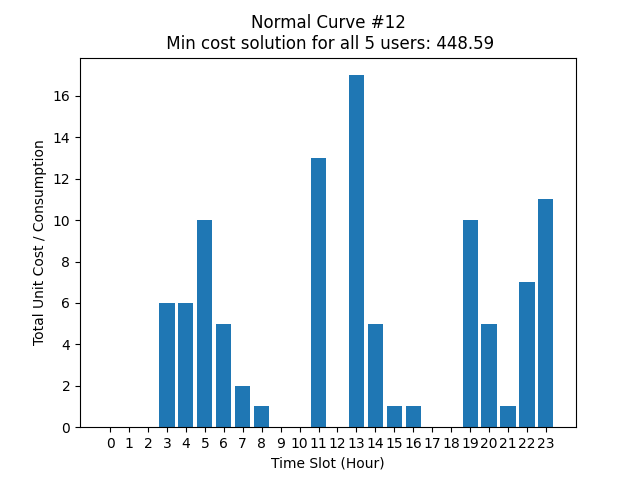 Normal Curve #12
Min cost solution for all 5 users: 448.59
Total Unit Cost / Consumption
16
14
12
10
8
6
4
2
0
0 1 2 3 4 5 6 7 8 9 10 11 12 13 14 15 16 17 18 19 20 21 22 23
Time Slot (Hour)